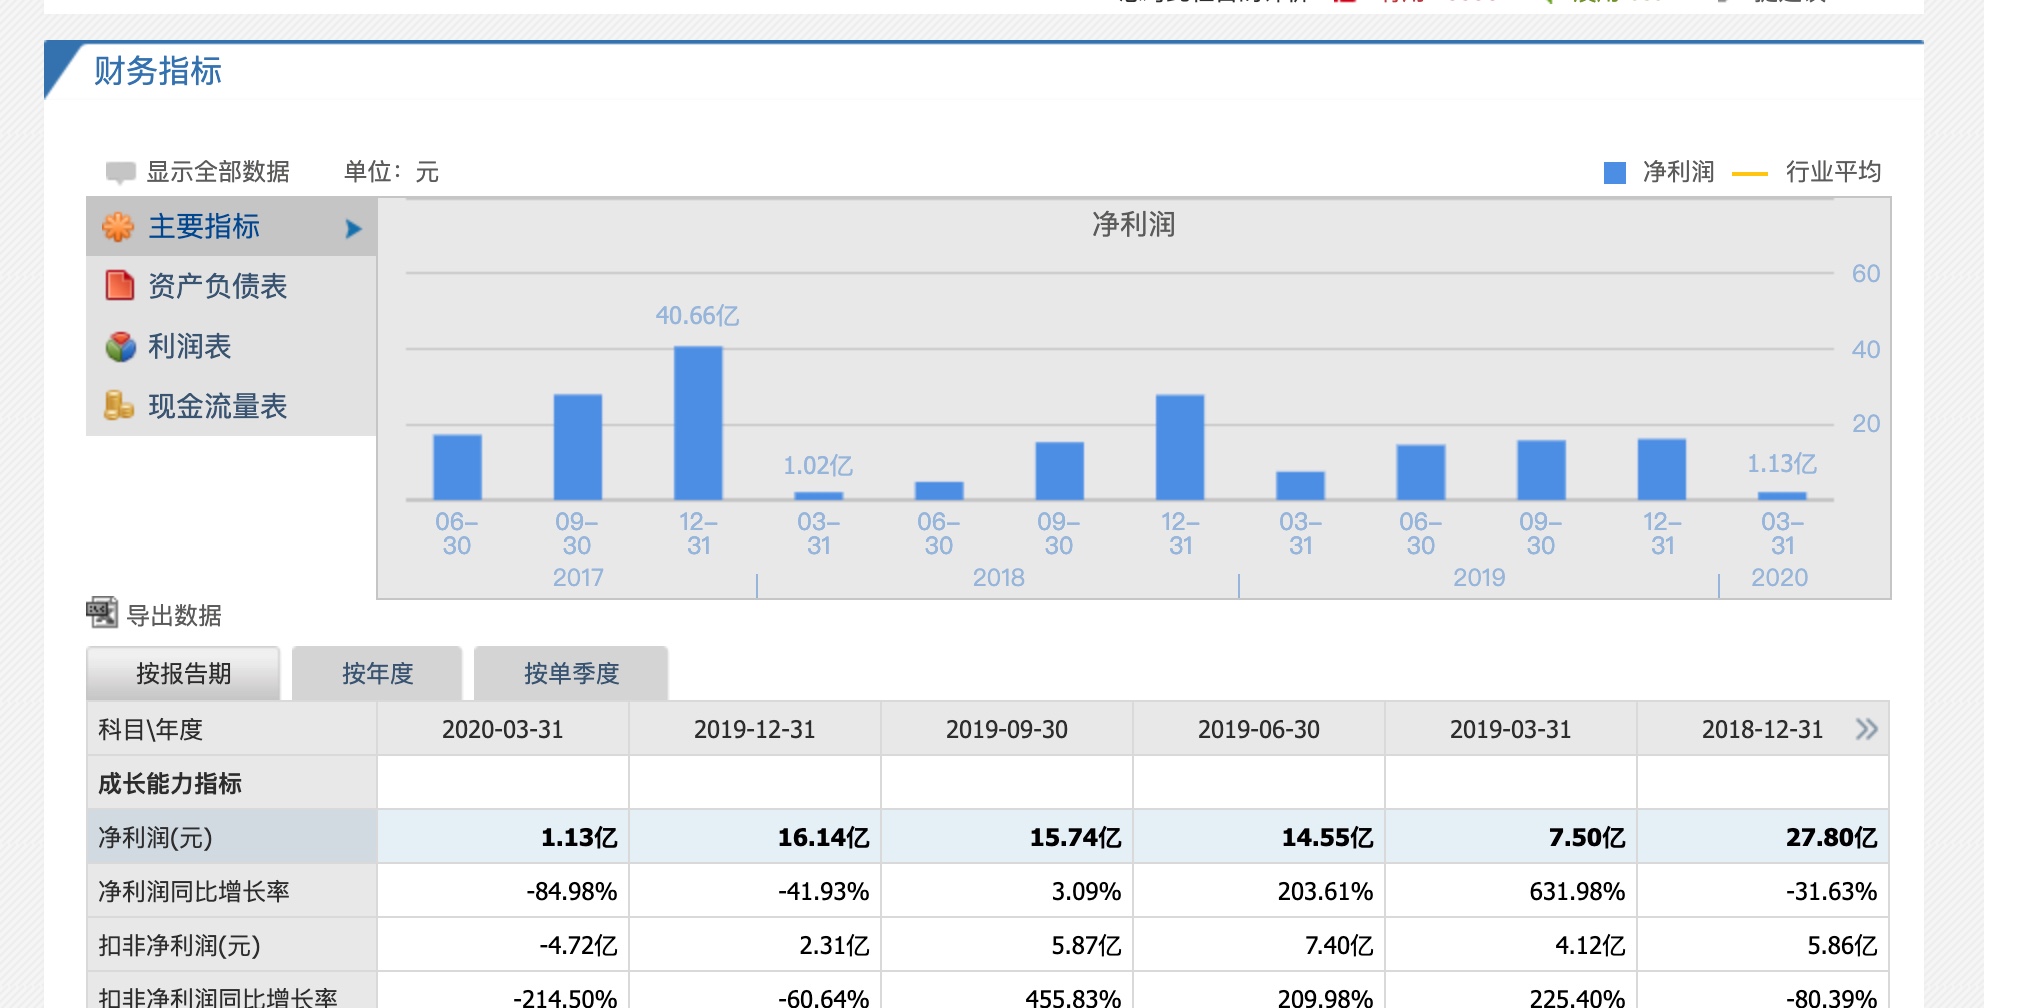 财务指标
显示全部数据 单位：元 净利润 行业平均
主要指标
资产负债表
利润表
现金流量表
净利润
60
40
20
40.66亿
1.02亿
1.13亿
06-30 09-30 12-31 03-31 06-30 09-30 12-31 03-31 06-30 09-30 12-31 03-31
2017 2018 2019 2020
导出数据
按报告期 按年度 按单季度
科目\年度 2020-03-31 2019-12-31 2019-09-30 2019-06-30 2019-03-31 2018-12-31 >>
成长能力指标
净利润(元) 1.13亿 16.14亿 15.74亿 14.55亿 7.50亿 27.80亿
净利润同比增长率 -84.98% -41.93% 3.09% 203.61% 631.98% -31.63%
扣非净利润(元) -4.72亿 2.31亿 5.87亿 7.40亿 4.12亿 5.86亿
扣非净利润同比增长率 -214.50% -60.64% 455.83% 209.98% 225.40% -80.39%